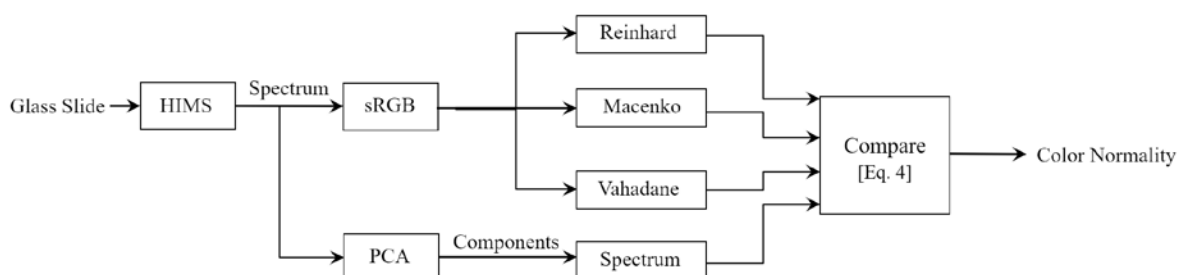 Reinhard
Glass Slide
HIMS
Spectrum
sRGB
Macenko
Compare
[Eq. 4]
Color Normality
Vahadane
PCA
Components
Spectrum